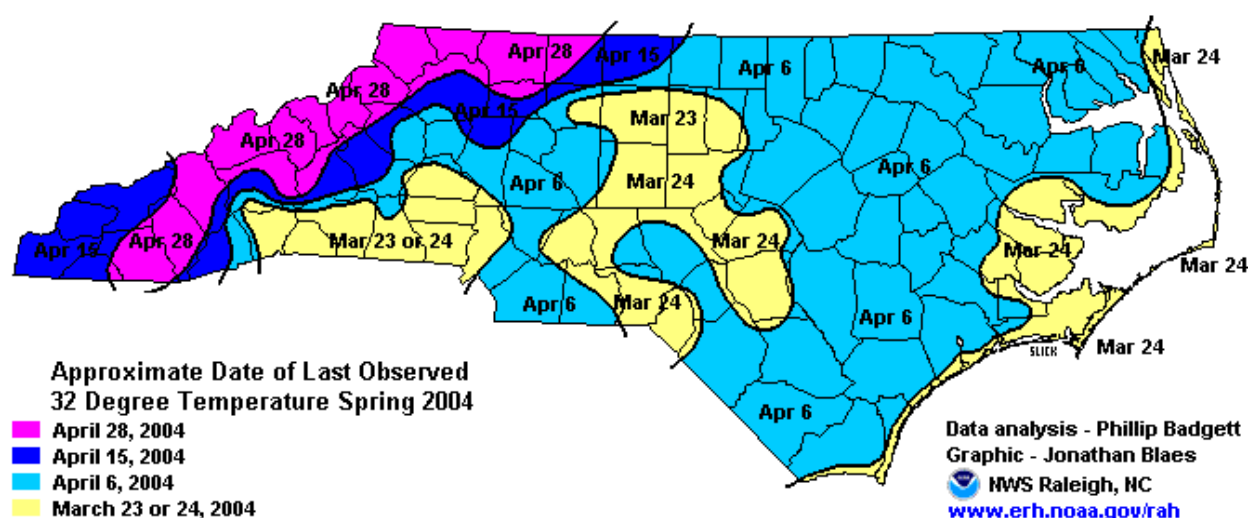 Apr 28
Apr 15
Apr 6
Apr 6
Mar 24
Apr 28
Apr 15
Mar 23
Apr 28
Apr 6
Mar 24
Apr 6
Apr 15
Apr 28
Mar 23 or 24
Mar 24
Mar 24
Mar 24
Apr 6
Mar 24
Apr 6
Mar 24
SLICK
Apr 6
Approximate Date of Last Observed
32 Degree Temperature Spring 2004
April 28, 2004
April 15, 2004
April 6, 2004
March 23 or 24, 2004
Data analysis - Phillip Badgett
Graphic - Jonathan Blaes
NWS Raleigh, NC
www.erh.noaa.gov/rah